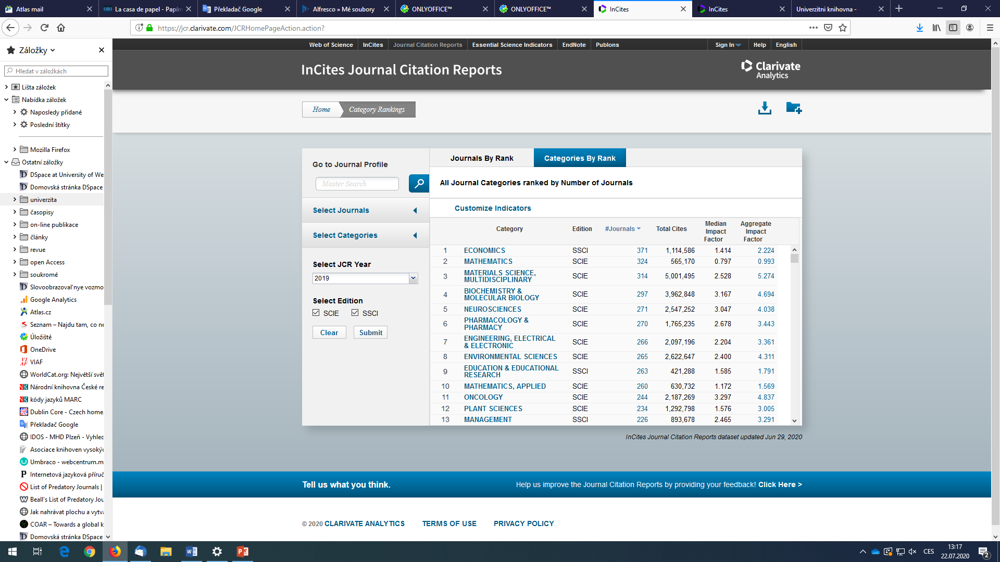 Atlas mail
La casa de papel - Papír
Překladač Google
Alfresco » Mé soubory
ONLYOFFICE™
ONLYOFFICE™
InCites
InCites
Univerzitni knihovna -
https://jcr.clarivate.com/JCRHomePageAction.action?
Záložky
Hledat v záložkách
Lišta záložek
Nabídka záložek
Naposledy přidané
Poslední štítky
Mozilla Firefox
Ostatní záložky
DSpace at University of We
Domovská stránka DSpace
univerzita
časopisy
on-line publikace
články
revue
open Access
soukromé
Slovoobrazoval'nye vozmo
Google Analytics
Atlas.cz
Seznam – Najdu tam, co ne
Úložiště
OneDrive
VIAF
WorldCat.org: Největší svět
Národní knihovna České re
kódy jazyků MARC
Dublin Core - Czech home
Překladač Google
IDOS - MHD Plzeň - Vyhled
Asociace knihoven vysokýc
Umbraco - webcentrum.m
Internetová jazyková příruč
List of Predatory Journals |
Beall's List of Predatory Jou
Jak nahrávat plochu a vytva
COAR – Towards a global k
Domovská stránka DSpace
Web of Science InCites Journal Citation Reports Essential Science Indicators EndNote Publons Sign In Help English
InCites Journal Citation Reports
Clarivate
Analytics
Home Category Rankings
Go to Journal Profile
Master Search
Select Journals
Select Categories
Select JCR Year
2019
Select Edition
SCIE SSCI
Clear Submit
Journals By Rank Categories By Rank
All Journal Categories ranked by Number of Journals
Customize Indicators
Category Edition #Journals Total Cites Median Impact Factor Aggregate Impact Factor
1 ECONOMICS SSCI 371 1,114,586 1.414 2.224
2 MATHEMATICS SCIE 324 565,170 0.797 0.993
3 MATERIALS SCIENCE, MULTIDISCIPLINARY SCIE 314 5,001,495 2.528 5.274
4 BIOCHEMISTRY & MOLECULAR BIOLOGY SCIE 297 3,962,848 3.167 4.694
5 NEUROSCIENCES SCIE 271 2,547,252 3.047 4.038
6 PHARMACOLOGY & PHARMACY SCIE 270 1,765,235 2.678 3.443
7 ENGINEERING, ELECTRICAL & ELECTRONIC SCIE 266 2,097,196 2.204 3.361
8 ENVIRONMENTAL SCIENCES SCIE 265 2,622,647 2.400 4.311
9 EDUCATION & EDUCATIONAL RESEARCH SSCI 263 421,288 1.585 1.791
10 MATHEMATICS, APPLIED SCIE 260 630,732 1.172 1.569
11 ONCOLOGY SCIE 244 2,187,269 3.297 4.837
12 PLANT SCIENCES SCIE 234 1,292,798 1.576 3.005
13 MANAGEMENT SSCI 226 893,678 2.465 3.291
InCites Journal Citation Reports dataset updated Jun 29, 2020
Tell us what you think.
Help us improve the Journal Citation Reports by providing your feedback! Click Here >
© 2020 CLARIVATE ANALYTICS TERMS OF USE PRIVACY POLICY
CES
13:17
22.07.2020
2